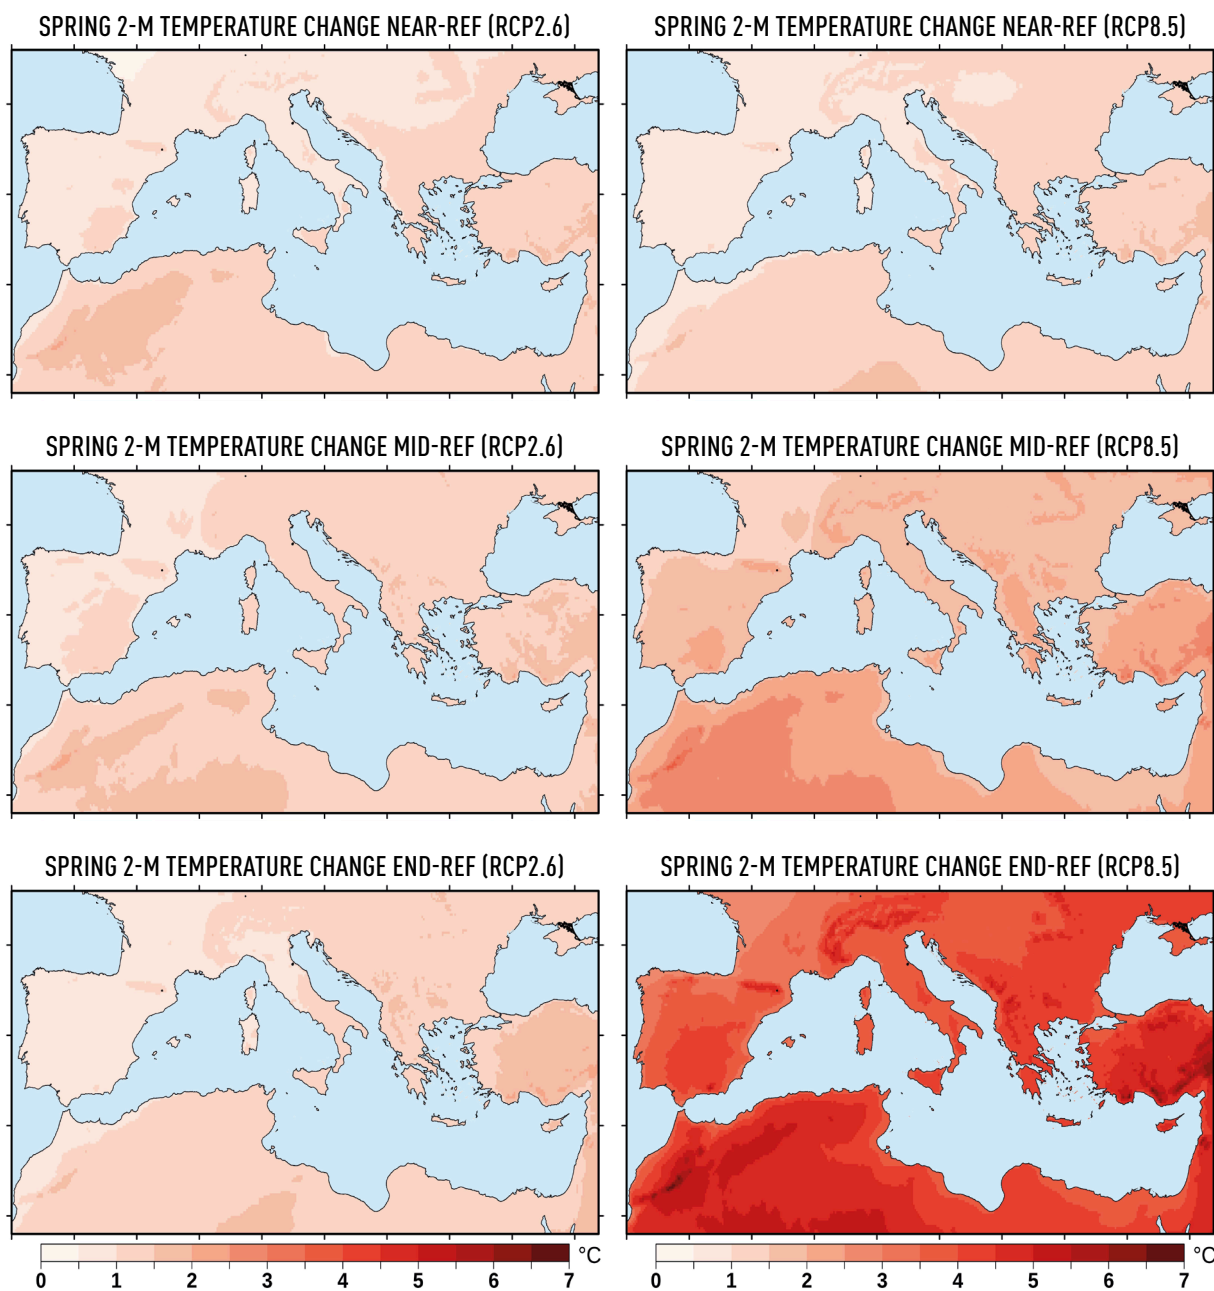 SPRING 2-M TEMPERATURE CHANGE NEAR-REF (RCP2.6)
SPRING 2-M TEMPERATURE CHANGE NEAR-REF (RCP8.5)
SPRING 2-M TEMPERATURE CHANGE MID-REF (RCP2.6)
SPRING 2-M TEMPERATURE CHANGE MID-REF (RCP8.5)
SPRING 2-M TEMPERATURE CHANGE END-REF (RCP2.6)
SPRING 2-M TEMPERATURE CHANGE END-REF (RCP8.5)
°C
0 1 2 3 4 5 6 7
°C
0 1 2 3 4 5 6 7